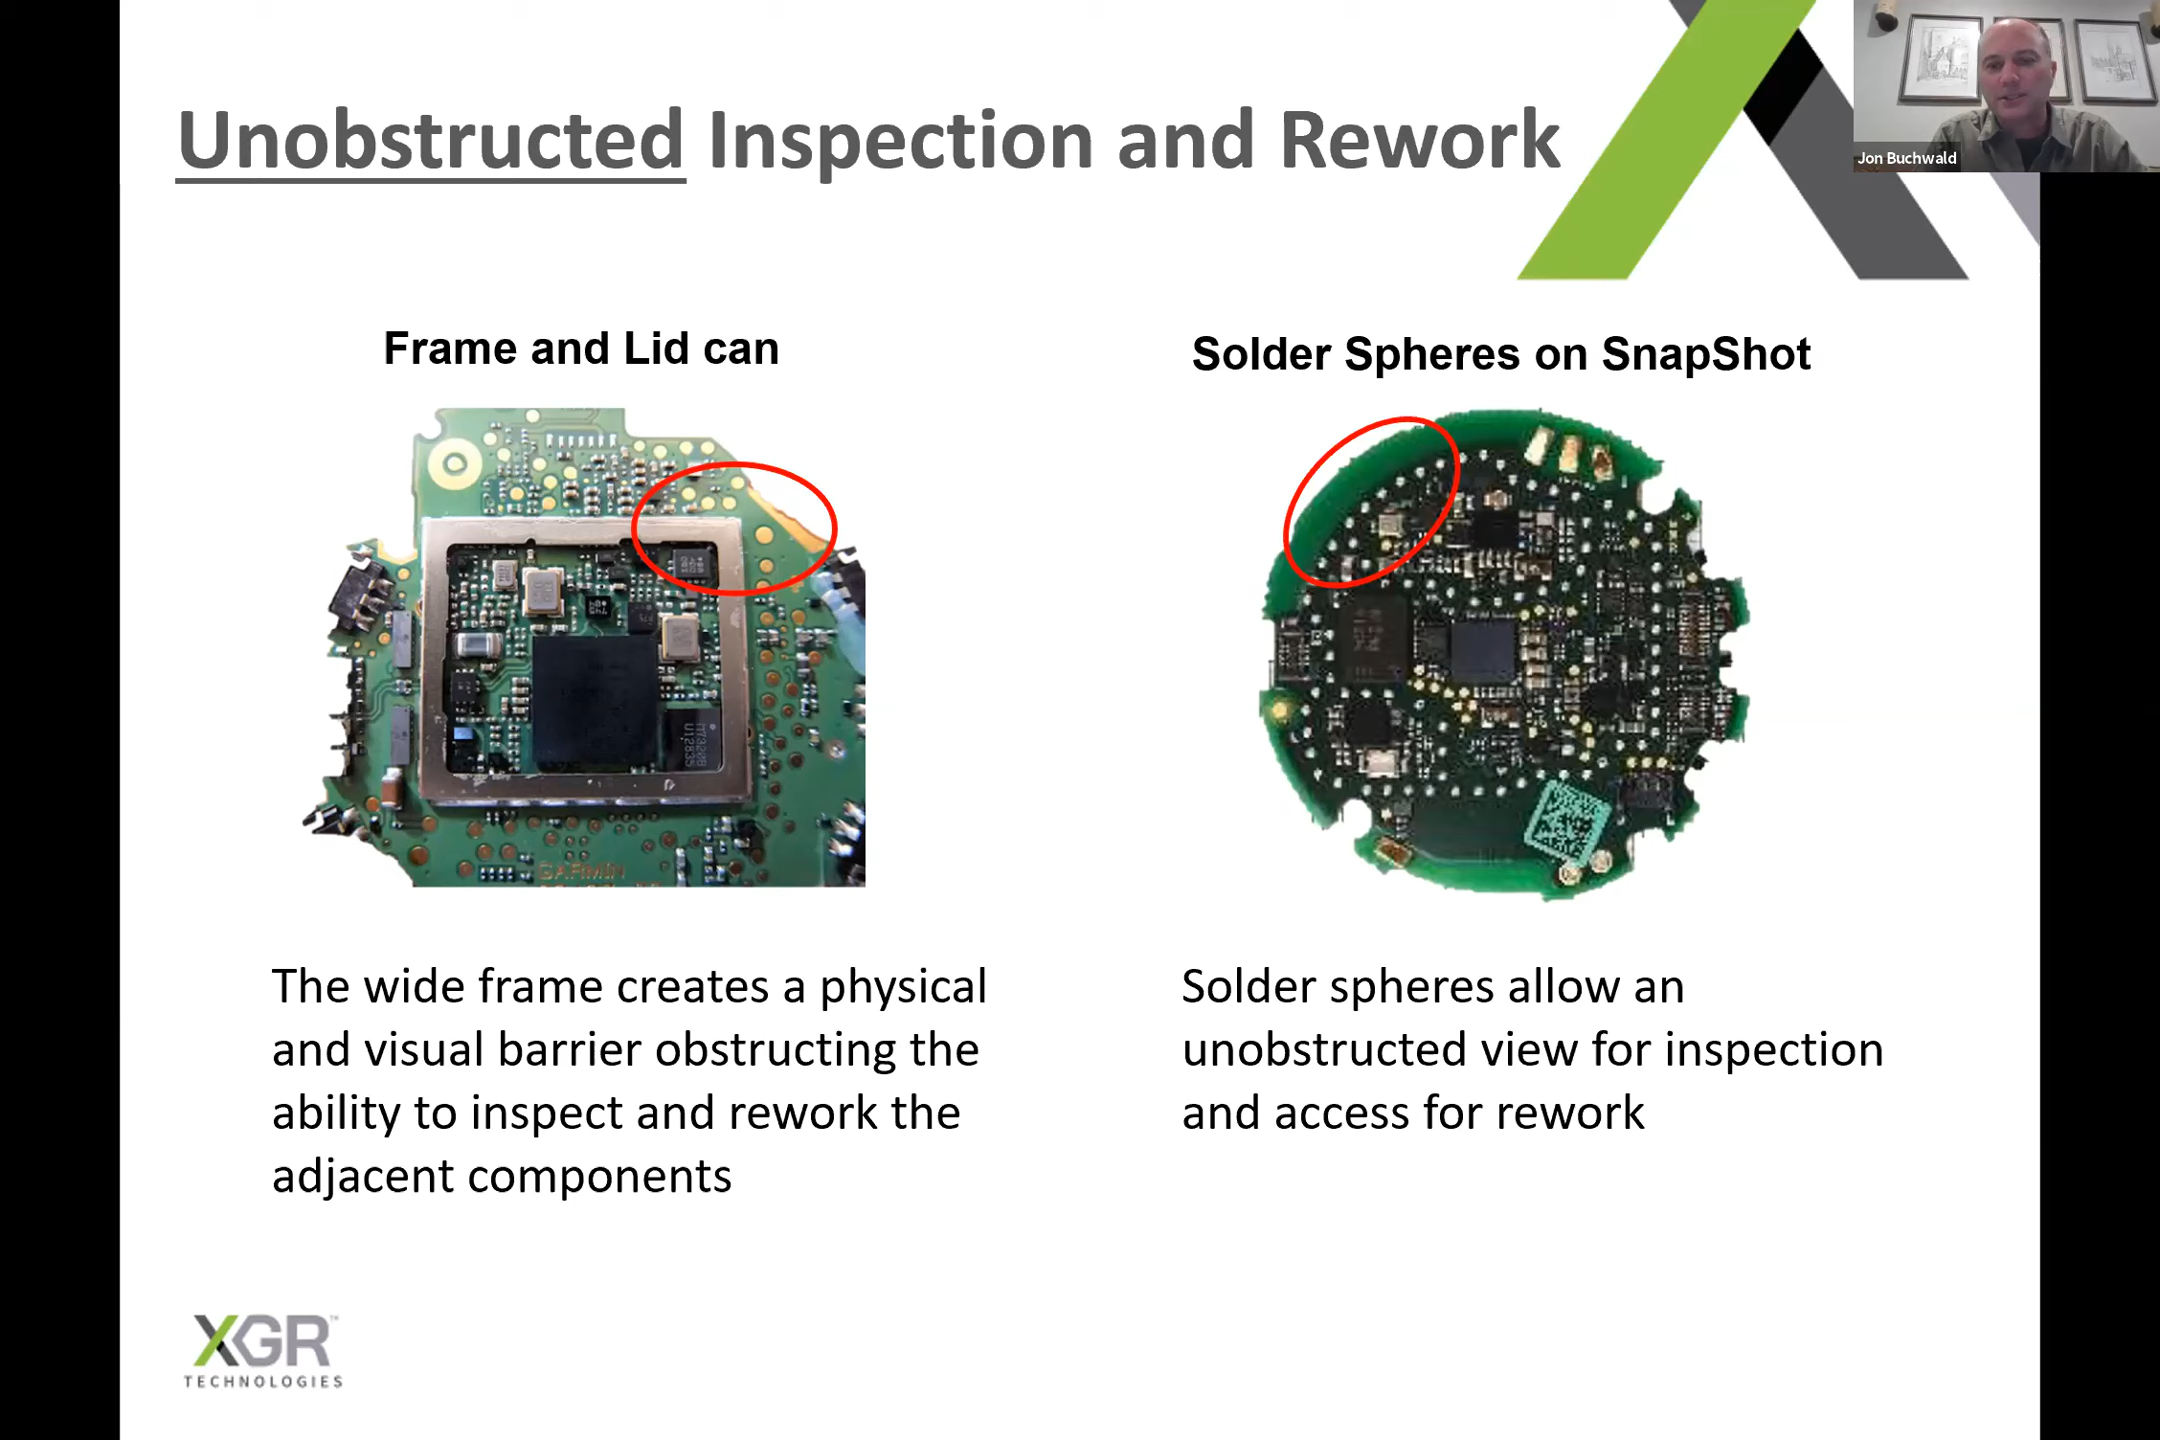 Unobstructed Inspection and Rework
Jon Buchwald
Frame and Lid can
Solder Spheres on SnapShot
GARMIN
The wide frame creates a physical
and visual barrier obstructing the
ability to inspect and rework the
adjacent components
Solder spheres allow an
unobstructed view for inspection
and access for rework
XGR™
TECHNOLOGIES